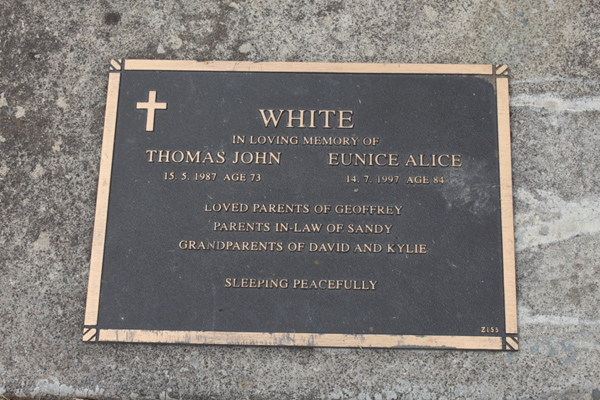 WHITE
IN LOVING MEMORY OF
THOMAS JOHN EUNICE ALICE
15. 5. 1987 AGE 73 14. 7. 1997 AGE 84
LOVED PARENTS OF GEOFFREY
PARENTS IN-LAW OF SANDY
GRANDPARENTS OF DAVID AND KYLIE
SLEEPING PEACEFULLY
Z155